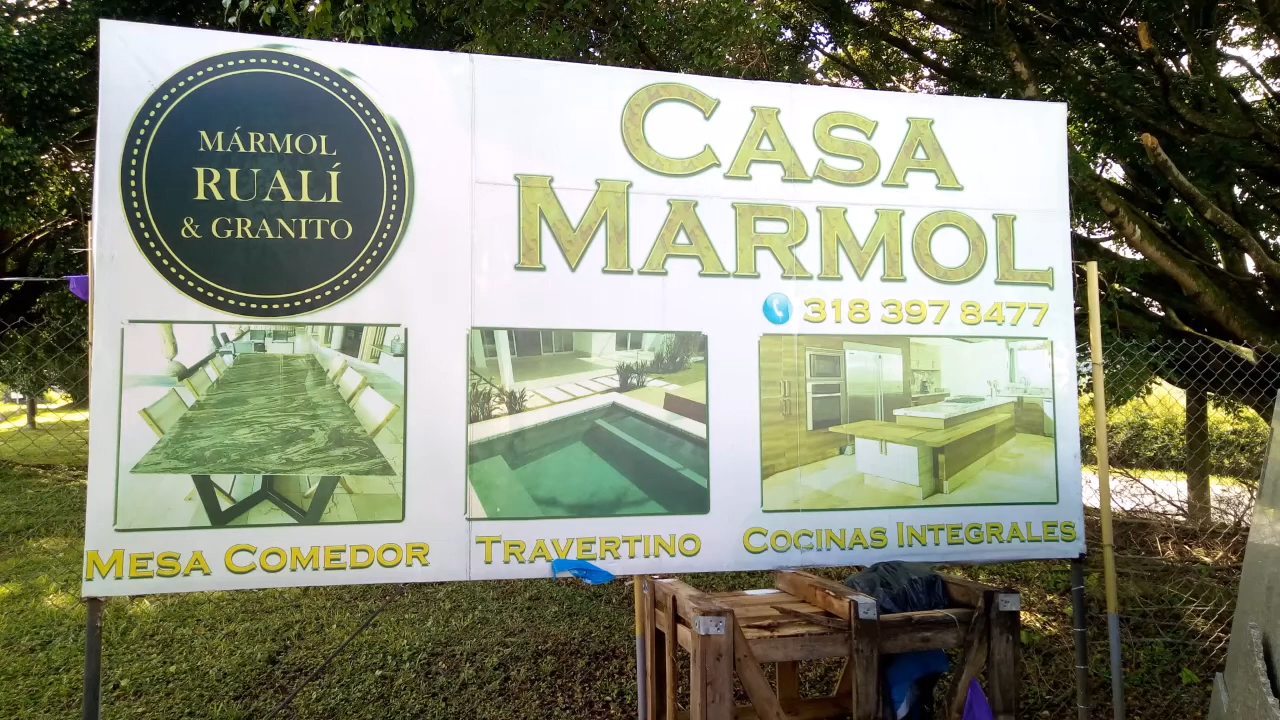 MÁRMOL
RUALÍ
& GRANITO
CASA
MARMOL
318 397 8477
MESA COMEDOR
TRAVERTINO
COCINAS INTEGRALES